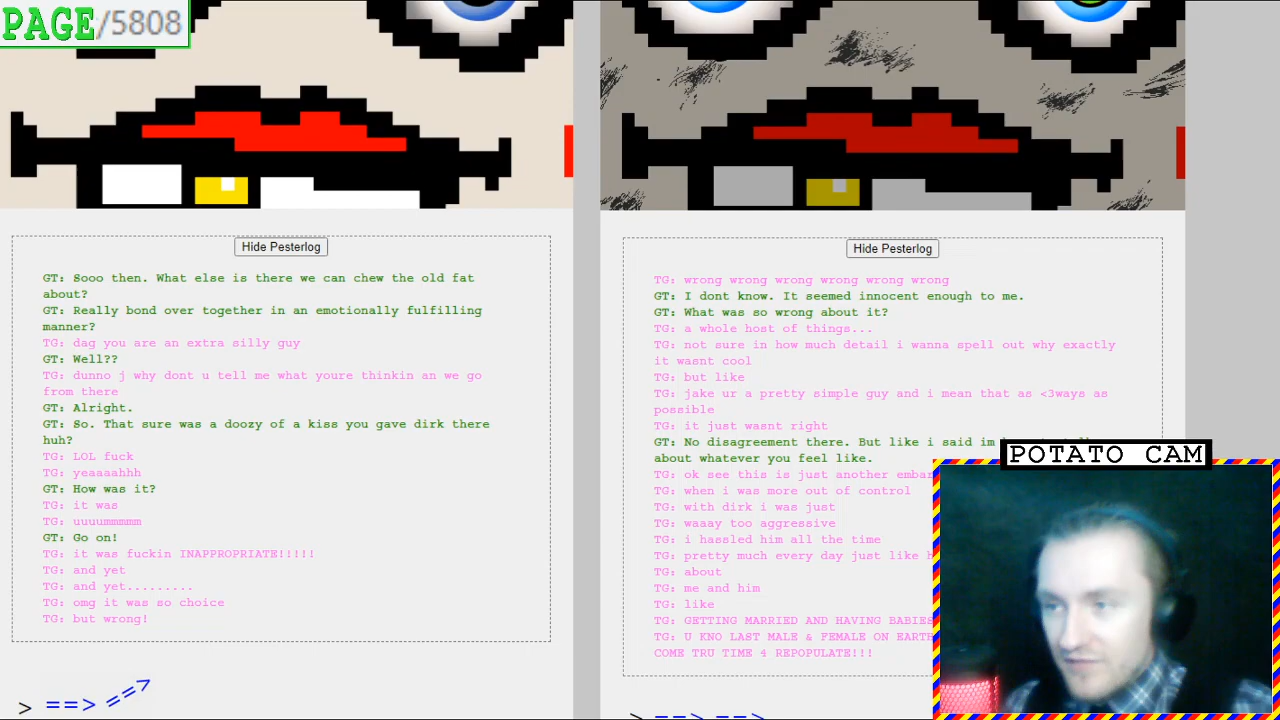 PAGE/5808
Hide Pesterlog
GT: Sooo then. What else is there we can chew the old fat
about?
GT: Really bond over together in an emotionally fulfilling
manner?
TG: dag you are an extra silly guy
GT: Well??
TG: dunno j why dont u tell me what youre thinkin an we go
from there
GT: Alright.
GT: So. That sure was a doozy of a kiss you gave dirk there
huh?
TG: LOL fuck
TG: yeaaaahhh
GT: How was it?
TG: it was
TG: uuuummmmm
GT: Go on!
TG: it was fuckin INAPPROPRIATE!!!!!
TG: and yet
TG: and yet.........
TG: omg it was so choice
TG: but wrong!
> ==> ==>
Hide Pesterlog
TG: wrong wrong wrong wrong wrong wrong
GT: I dont know. It seemed innocent enough to me.
GT: What was so wrong about it?
TG: a whole host of things...
TG: not sure in how much detail i wanna spell out why exactly
it wasnt cool
TG: but like
TG: jake ur a pretty simple guy and i mean that as <3ways as
possible
TG: it just wasnt right
GT: No disagreement there. But like i said im
about whatever you feel like.
TG: ok see this is just another
TG: when i was more out of control
TG: with dirk i was just
TG: waaay too aggressive
TG: i hassled him all the time
TG: pretty much every day just like
TG: about
TG: me and him
TG: like
TG: GETTING MARRIED AND HAVING BABIES
TG: U KNO LAST MALE & FEMALE ON EARTH
COME TRU TIME 4 REPOPULATE!!!
> ==> ==>
POTATO CAM